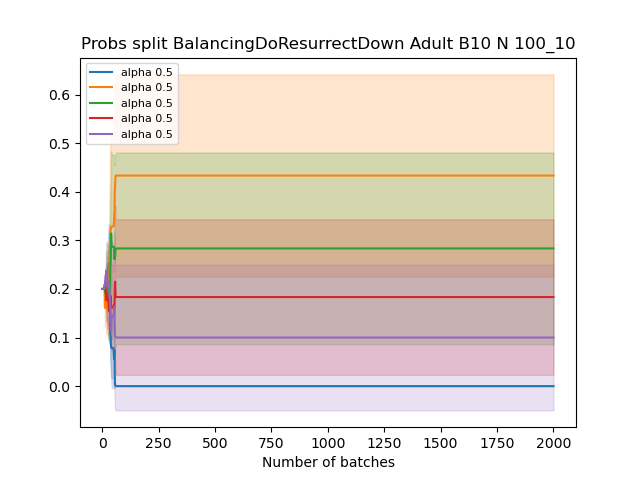 Probs split BalancingDoResurrectDown Adult B10 N 100_10
alpha 0.5
alpha 0.5
alpha 0.5
alpha 0.5
alpha 0.5
0.6
0.5
0.4
0.3
0.2
0.1
0.0
0 250 500 750 1000 1250 1500 1750 2000
Number of batches